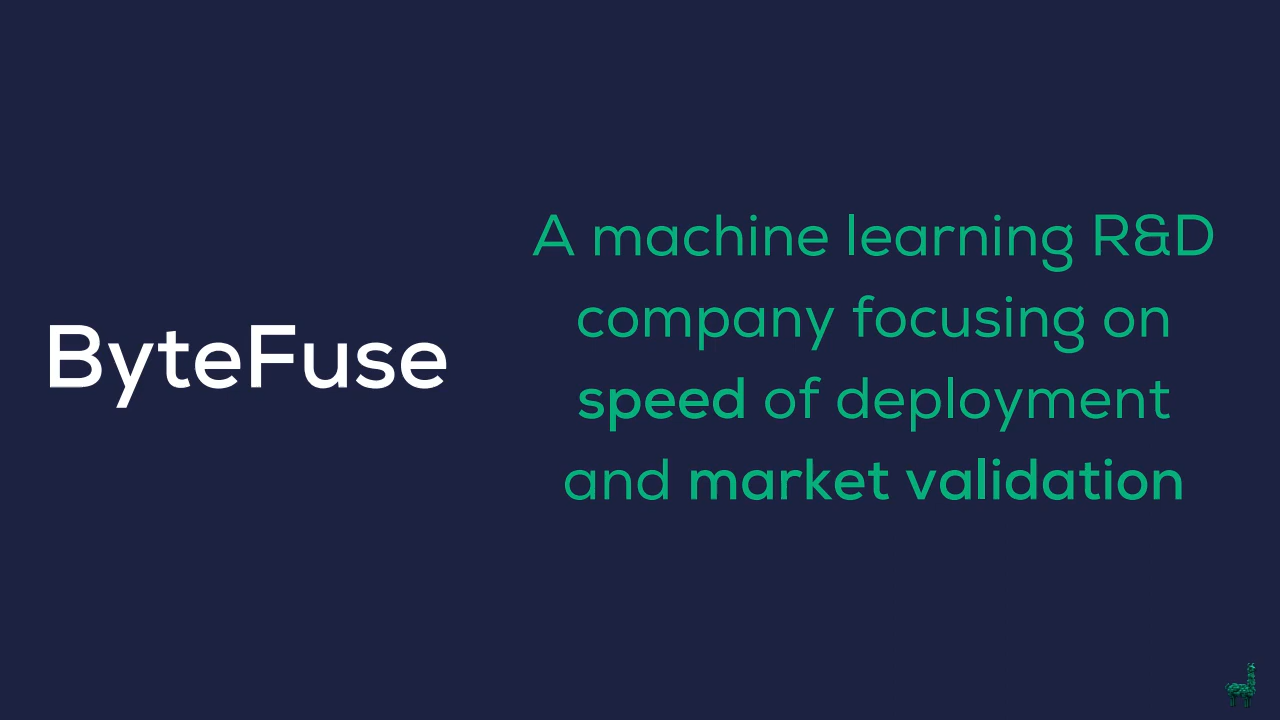 ByteFuse
A machine learning R&D
company focusing on
speed of deployment
and market validation